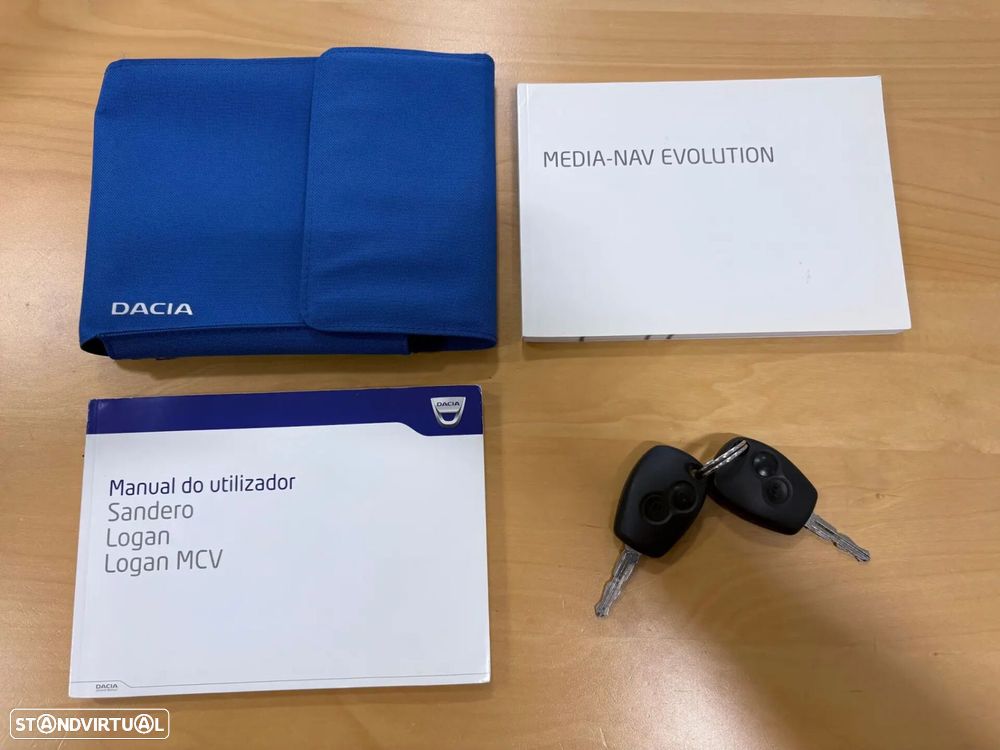 DACIA
MEDIA-NAV EVOLUTION
DACIA
Manual do utilizador
Sandero
Logan
Logan MCV
DACIA
STANDVIRTUAL